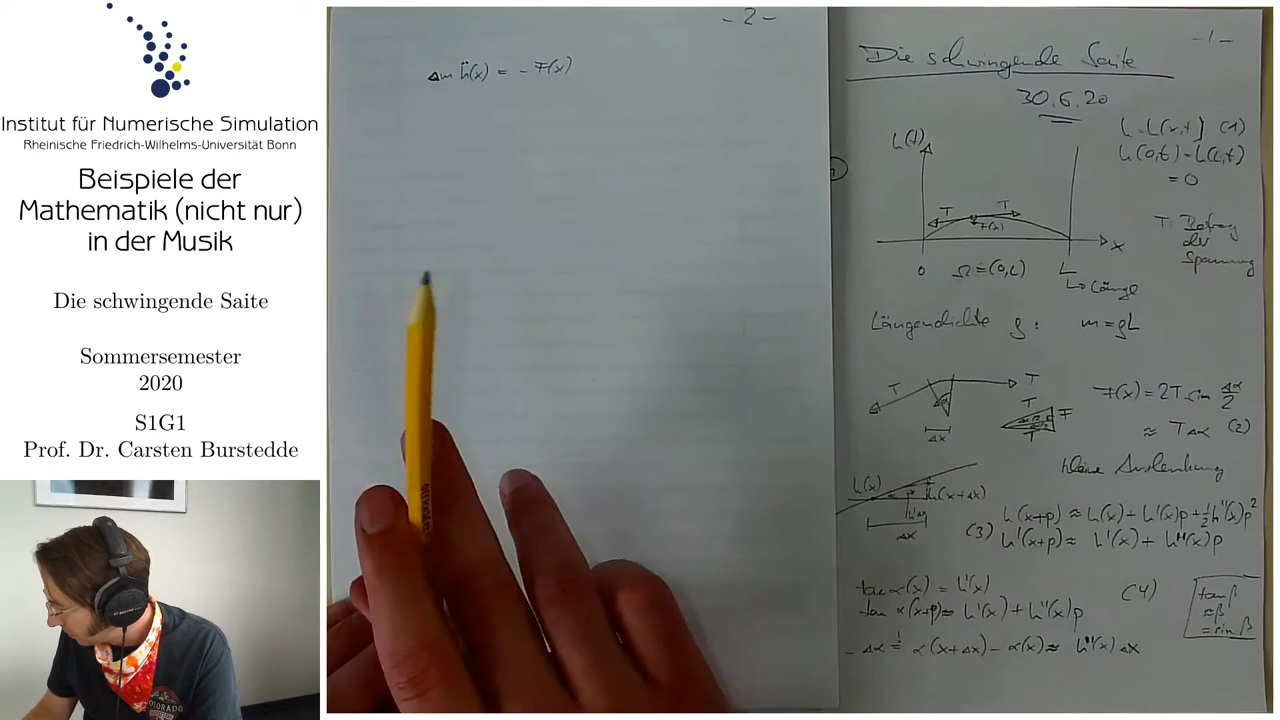 Institut für Numerische Simulation
Rheinische Friedrich-Wilhelms-Universität Bonn
Beispiele der
Mathematik (nicht nur)
in der Musik
Die schwingende Saite
Sommersemester
2020
S1G1
Prof. Dr. Carsten Burstedde
COLORADO
- 2 -
Δm ḧ(x) = - F(x)
- 1 -
Die schwingende Saite
30.6.20
h = h(x,t) (1)
h(0,t) = h(L,t)
= 0
h(t)
T T
F(x)
x
0 Ω = (0,L) L
↳ Länge
T: Betrag
der
Spannung
Längendichte ρ: m = ρL
T T
Δα
Δx
T F
T
F(x) = 2T sin Δα/2
≈ T Δα (2)
kleine Auslenkung
h(x) h(x+Δx)
h'Δx
Δx
h(x+p) ≈ h(x) + h'(x)p + ½h''(x)p²
(3) h'(x+p) ≈ h'(x) + h''(x)p
tan α(x) = h'(x) (4)
tan α(x+p) ≈ h'(x) + h''(x)p
- Δα = α(x+Δx) - α(x) ≈ h''(x) Δx
tan β
≈ β
= sin β